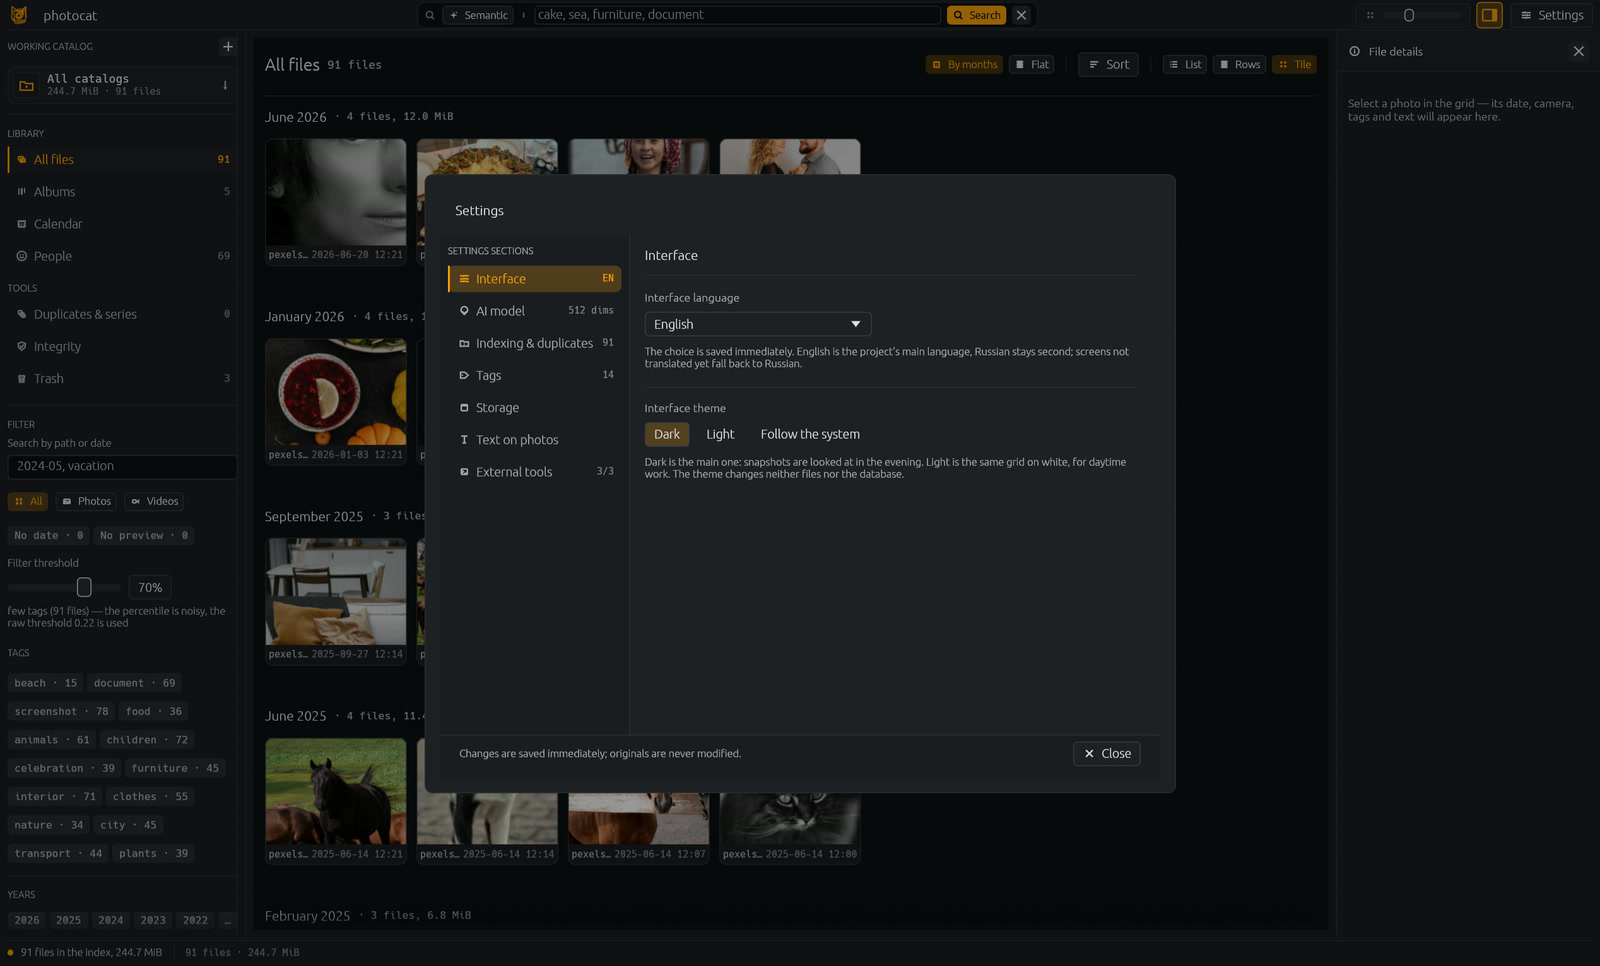 photocat
Semantic
cake, sea, furniture, document
Search
Settings
WORKING CATALOG
All catalogs
244.7 MiB · 91 files
LIBRARY
All files 91
Albums 5
Calendar
People 69
TOOLS
Duplicates & series 0
Integrity
Trash 3
FILTER
Search by path or date
2024-05, vacation
All Photos Videos
No date · 0 No preview · 0
Filter threshold
70%
few tags (91 files) — the percentile is noisy, the
raw threshold 0.22 is used
TAGS
beach · 15 document · 69
screenshot · 78 food · 36
animals · 61 children · 72
celebration · 39 furniture · 45
interior · 71 clothes · 55
nature · 34 city · 45
transport · 44 plants · 39
YEARS
2026 2025 2024 2023 2022 …
91 files in the index, 244.7 MiB 91 files · 244.7 MiB
All files 91 files
By months Flat Sort List Rows Tile
June 2026 · 4 files, 12.0 MiB
pexels… 2026-06-20 12:21
January 2026 · 4 files, 1
pexels… 2026-01-03 12:21
September 2025 · 3 files
pexels… 2025-09-27 12:14
June 2025 · 4 files, 11.4
pexels… 2025-06-14 12:21
pexels… 2025-06-14 12:14
pexels… 2025-06-14 12:07
pexels… 2025-06-14 12:00
February 2025 · 3 files, 6.8 MiB
Settings
SETTINGS SECTIONS
Interface EN
AI model 512 dims
Indexing & duplicates 91
Tags 14
Storage
Text on photos
External tools 3/3
Interface
Interface language
English
The choice is saved immediately. English is the project's main language, Russian stays second; screens not
translated yet fall back to Russian.
Interface theme
Dark Light Follow the system
Dark is the main one: snapshots are looked at in the evening. Light is the same grid on white, for daytime
work. The theme changes neither files nor the database.
Changes are saved immediately; originals are never modified.
Close
File details
Select a photo in the grid — its date, camera,
tags and text will appear here.